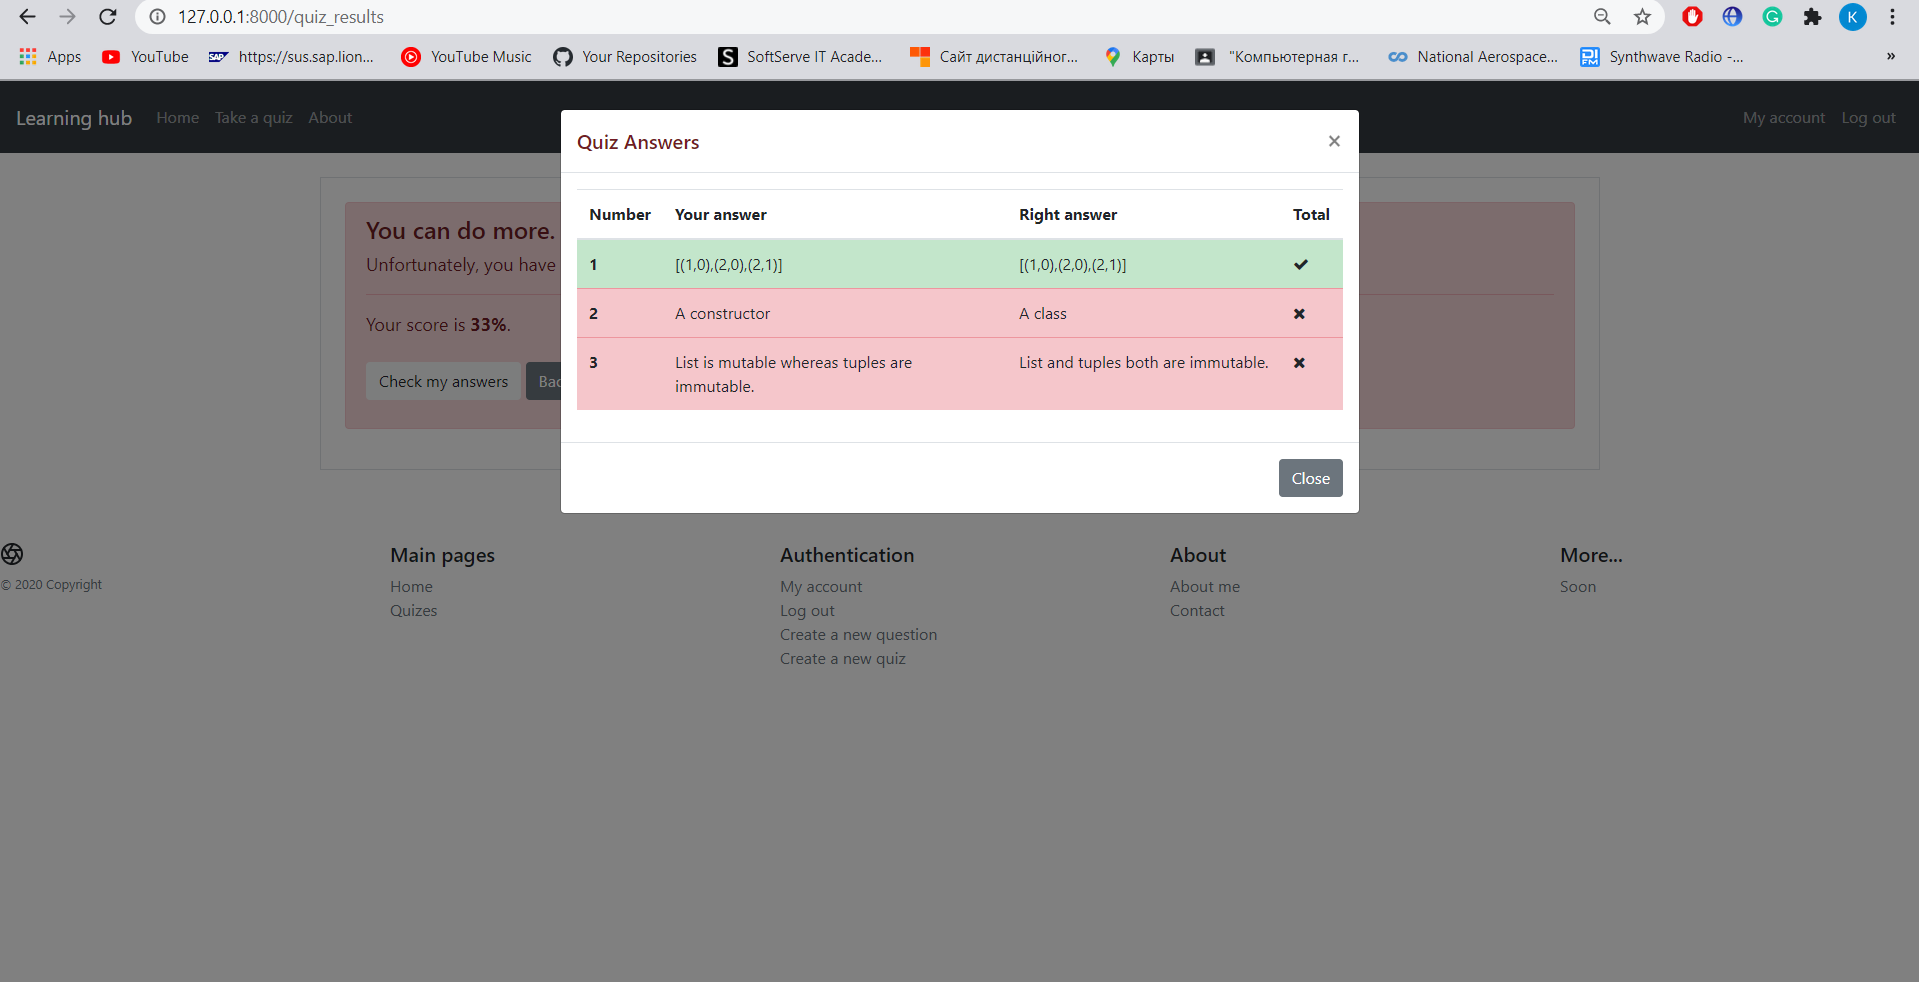 127.0.0.1:8000/quiz_results
K
Apps YouTube https://sus.sap.lion... YouTube Music Your Repositories SoftServe IT Acade... Сайт дистанційног... Карты "Компьютерная г... National Aerospace... Synthwave Radio -... »
Learning hub Home Take a quiz About My account Log out
Quiz Answers ×
Number Your answer Right answer Total
1 [(1,0),(2,0),(2,1)] [(1,0),(2,0),(2,1)] ✔
2 A constructor A class ✖
3 List is mutable whereas tuples are List and tuples both are immutable. ✖
immutable.
Close
You can do more.
Unfortunately, you have
Your score is 33%.
Check my answers
© 2020 Copyright
Main pages
Home
Quizes
Authentication
My account
Log out
Create a new question
Create a new quiz
About
About me
Contact
More...
Soon